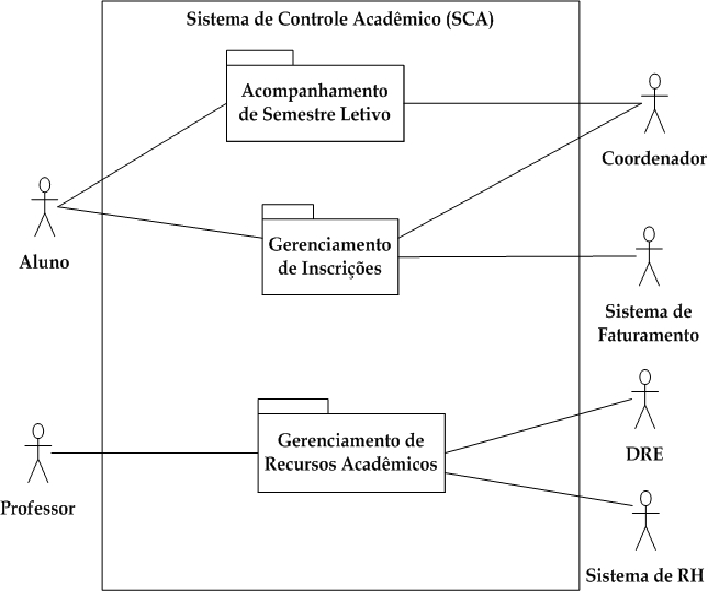 Sistema de Controle Acadêmico (SCA)
Acompanhamento
de Semestre Letivo
Coordenador
Aluno
Gerenciamento
de Inscrições
Sistema de
Faturamento
Professor
Gerenciamento de
Recursos Acadêmicos
DRE
Sistema de RH